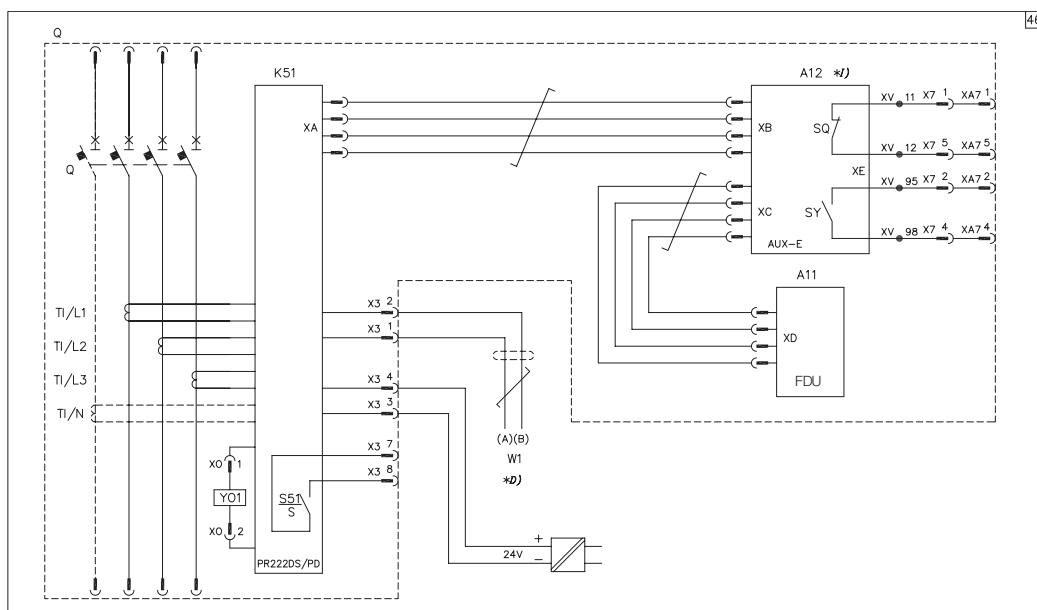 46
Q
K51
A12 *I)
XA
XB
SQ
XE
XV 11 X7 1 XA7 1
XV 12 X7 5 XA7 5
XV 95 X7 2 XA7 2
XV 98 X7 4 XA7 4
Q
XC
SY
AUX-E
A11
XD
FDU
TI/L1
TI/L2
TI/L3
TI/N
X3 2
X3 1
X3 4
X3 3
X3 7
X3 8
(A)(B)
W1
*D)
XO 1
YO1
XO 2
S51
S
PR222DS/PD
24V
+
−